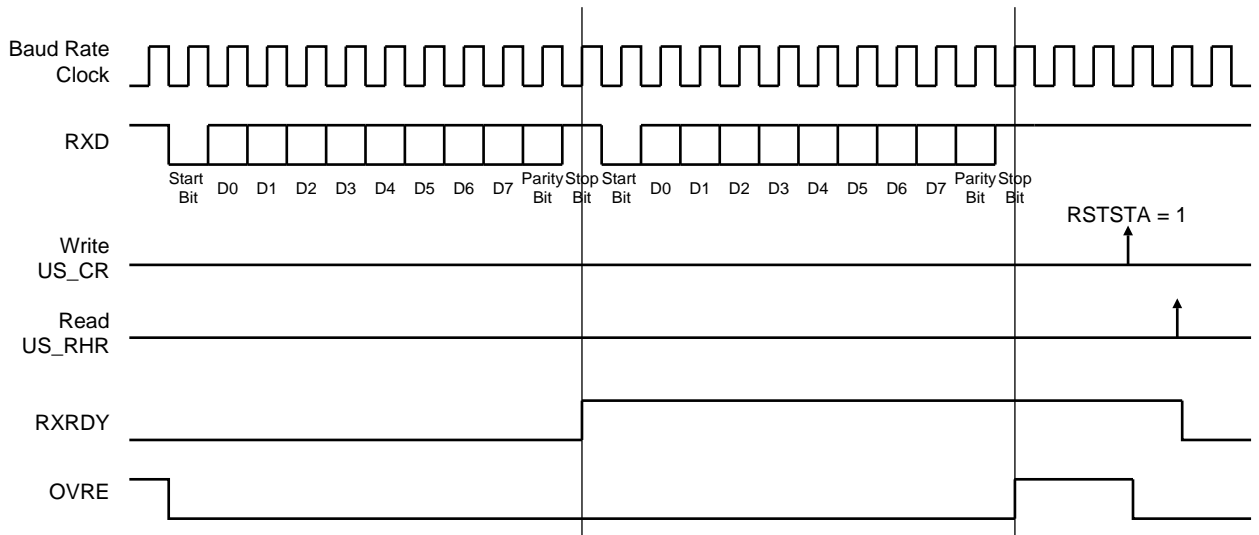 Baud Rate
Clock
RXD
Start
Bit
D0 D1 D2 D3 D4 D5 D6 D7
Parity
Bit
Stop
Bit
Start
Bit
D0 D1 D2 D3 D4 D5 D6 D7
Parity
Bit
Stop
Bit
RSTSTA = 1
Write
US_CR
Read
US_RHR
RXRDY
OVRE